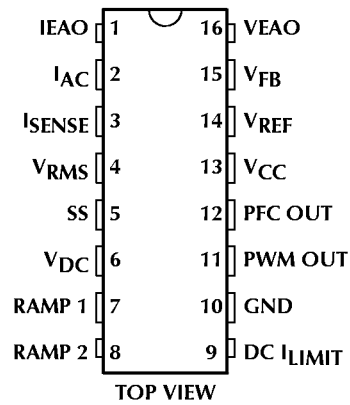 IEAO 1 16 VEAO
IAC 2 15 VFB
ISENSE 3 14 VREF
VRMS 4 13 VCC
SS 5 12 PFC OUT
VDC 6 11 PWM OUT
RAMP 1 7 10 GND
RAMP 2 8 9 DC ILIMIT
TOP VIEW